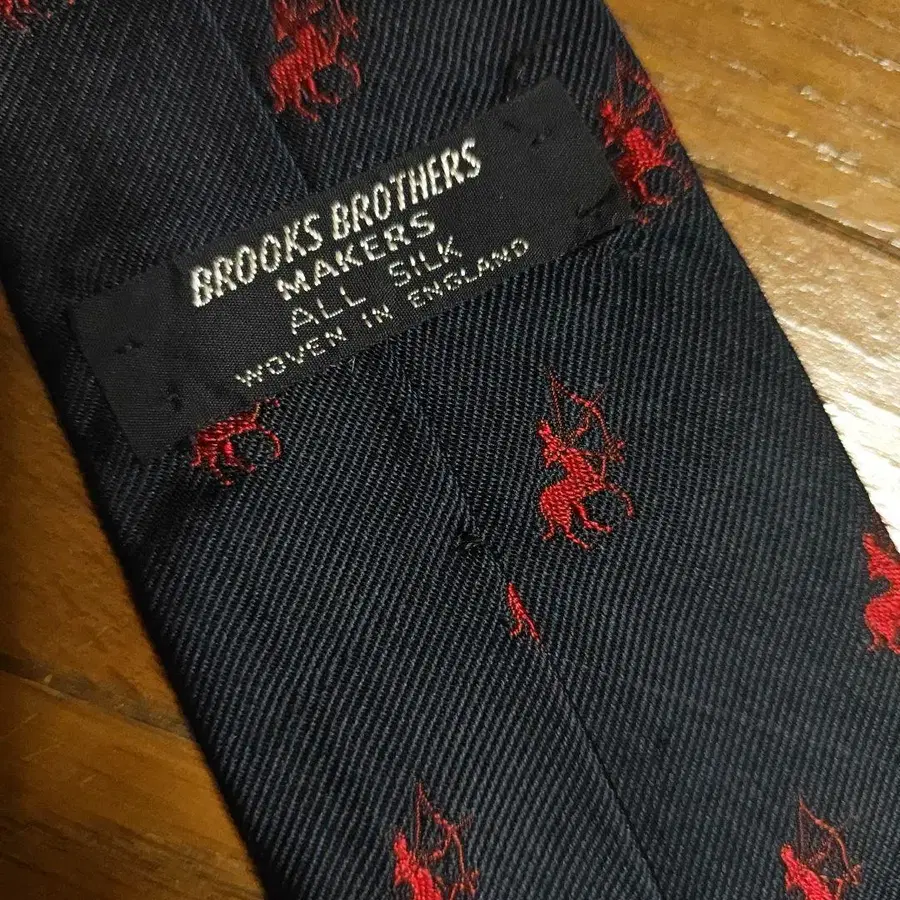 BROOKS BROTHERS
MAKERS
ALL SILK
WOVEN IN ENGLAND